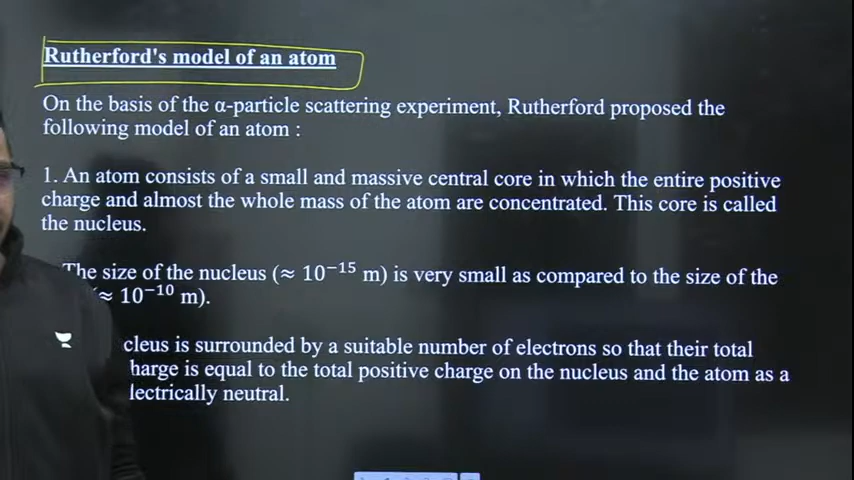 Rutherford's model of an atom
On the basis of the α-particle scattering experiment, Rutherford proposed the
following model of an atom :
1. An atom consists of a small and massive central core in which the entire positive
charge and almost the whole mass of the atom are concentrated. This core is called
the nucleus.
The size of the nucleus (≈ 10⁻¹⁵ m) is very small as compared to the size of the
≈ 10⁻¹⁰ m).
cleus is surrounded by a suitable number of electrons so that their total
harge is equal to the total positive charge on the nucleus and the atom as a
lectrically neutral.